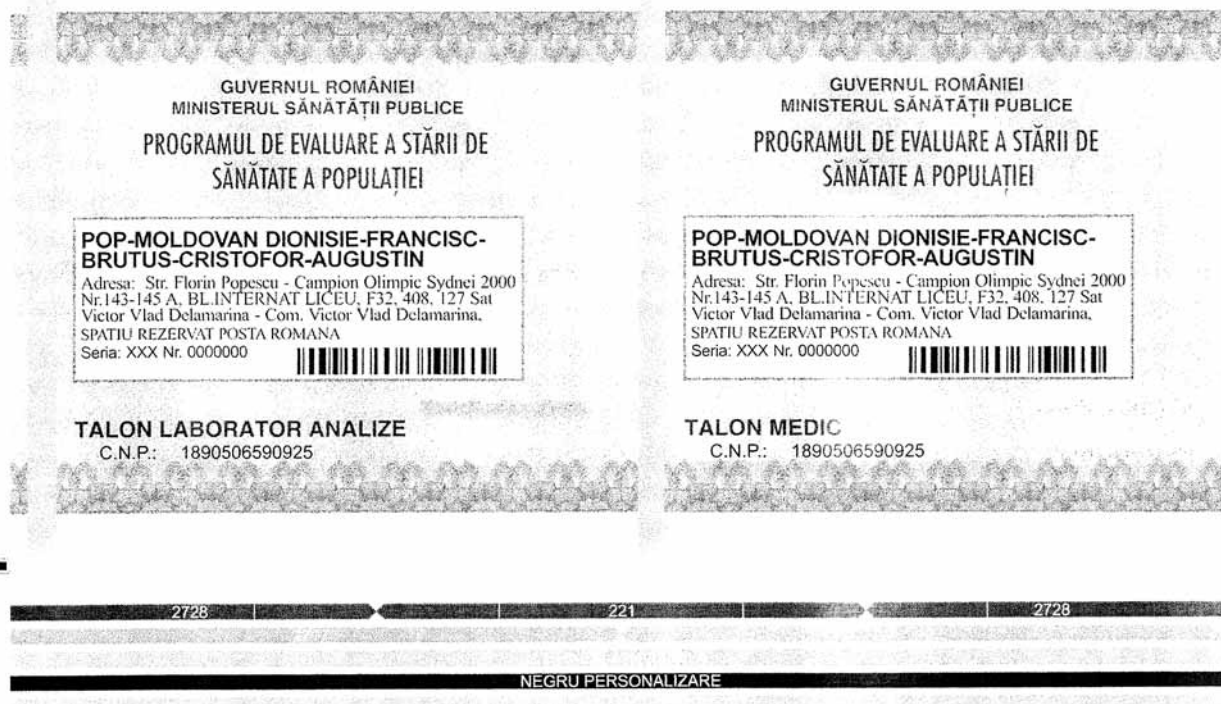 GUVERNUL ROMÂNIEI
MINISTERUL SĂNĂTĂȚII PUBLICE
PROGRAMUL DE EVALUARE A STĂRII DE
SĂNĂTATE A POPULAȚIEI
POP-MOLDOVAN DIONISIE-FRANCISC-
BRUTUS-CRISTOFOR-AUGUSTIN
Adresa: Str. Florin Popescu - Campion Olimpic Sydnei 2000
Nr.143-145 A, BL.INTERNAT LICEU, F32, 408, 127 Sat
Victor Vlad Delamarina - Com. Victor Vlad Delamarina,
SPATIU REZERVAT POSTA ROMANA
Seria: XXX Nr. 0000000
TALON LABORATOR ANALIZE
C.N.P.: 1890506590925
GUVERNUL ROMÂNIEI
MINISTERUL SĂNĂTĂȚII PUBLICE
PROGRAMUL DE EVALUARE A STĂRII DE
SĂNĂTATE A POPULAȚIEI
POP-MOLDOVAN DIONISIE-FRANCISC-
BRUTUS-CRISTOFOR-AUGUSTIN
Adresa: Str. Florin Popescu - Campion Olimpic Sydnei 2000
Nr.143-145 A, BL.INTERNAT LICEU, F32, 408, 127 Sat
Victor Vlad Delamarina - Com. Victor Vlad Delamarina,
SPATIU REZERVAT POSTA ROMANA
Seria: XXX Nr. 0000000
TALON MEDIC
C.N.P.: 1890506590925
2728 221 2728
NEGRU PERSONALIZARE